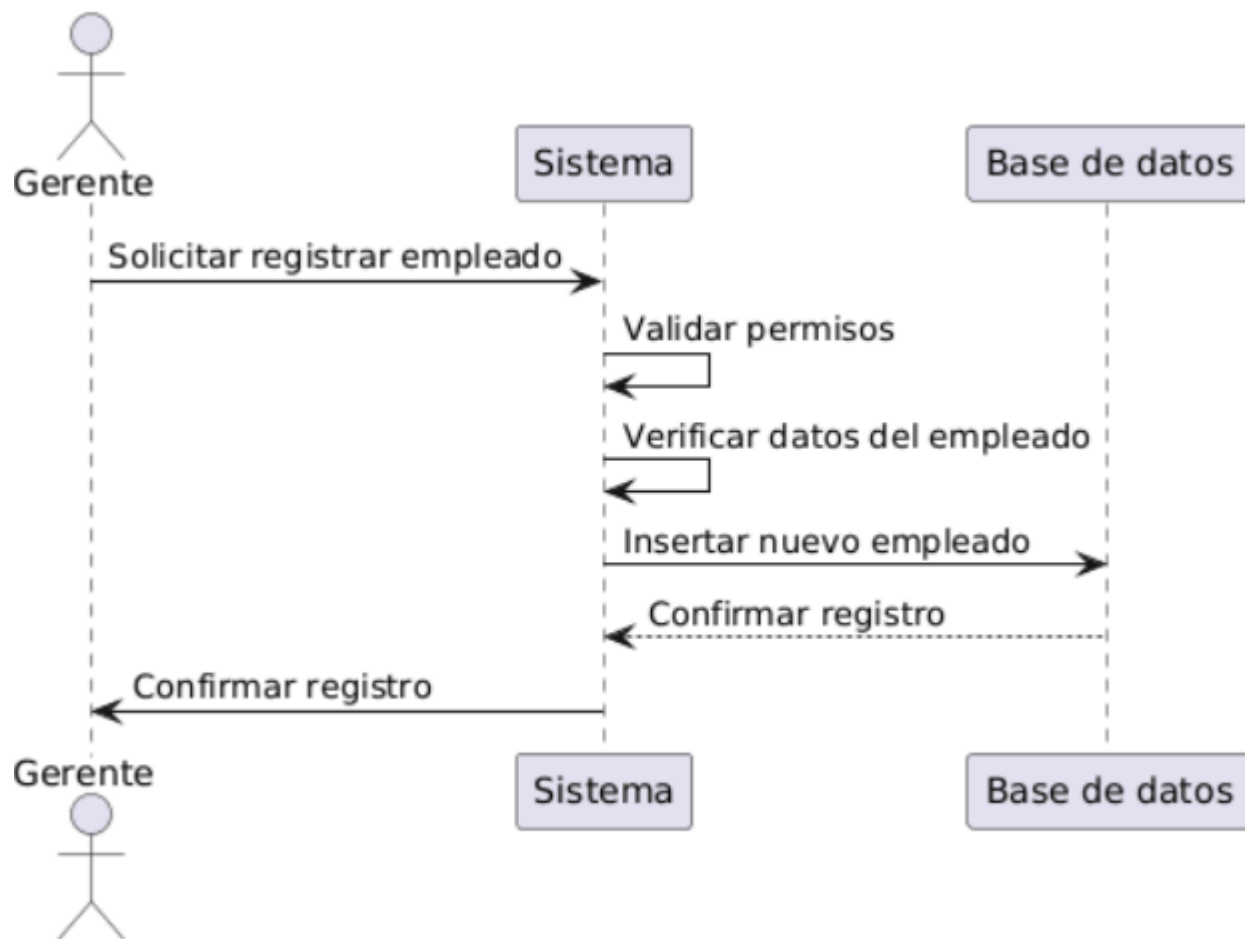 Gerente
Sistema
Base de datos
Solicitar registrar empleado
Validar permisos
Verificar datos del empleado
Insertar nuevo empleado
Confirmar registro
Confirmar registro
Gerente
Sistema
Base de datos